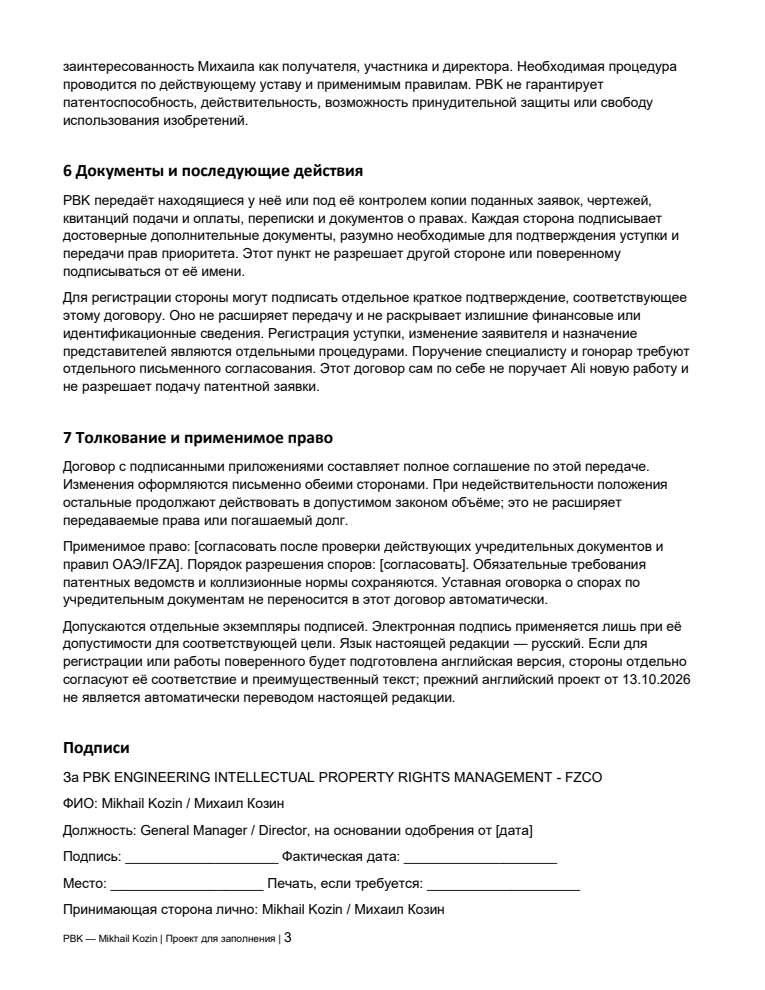 заинтересованность Михаила как получателя, участника и директора. Необходимая процедура
проводится по действующему уставу и применимым правилам. PBK не гарантирует
патентоспособность, действительность, возможность принудительной защиты или свободу
использования изобретений.
6 Документы и последующие действия
PBK передаёт находящиеся у неё или под её контролем копии поданных заявок, чертежей,
квитанций подачи и оплаты, переписки и документов о правах. Каждая сторона подписывает
достоверные дополнительные документы, разумно необходимые для подтверждения уступки и
передачи прав приоритета. Этот пункт не разрешает другой стороне или поверенному
подписываться от её имени.
Для регистрации стороны могут подписать отдельное краткое подтверждение, соответствующее
этому договору. Оно не расширяет передачу и не раскрывает излишние финансовые или
идентификационные сведения. Регистрация уступки, изменение заявителя и назначение
представителей являются отдельными процедурами. Поручение специалисту и гонорар требуют
отдельного письменного согласования. Этот договор сам по себе не поручает Ali новую работу и
не разрешает подачу патентной заявки.
7 Толкование и применимое право
Договор с подписанными приложениями составляет полное соглашение по этой передаче.
Изменения оформляются письменно обеими сторонами. При недействительности положения
остальные продолжают действовать в допустимом законом объёме; это не расширяет
передаваемые права или погашаемый долг.
Применимое право: [согласовать после проверки действующих учредительных документов и
правил ОАЭ/IFZA]. Порядок разрешения споров: [согласовать]. Обязательные требования
патентных ведомств и коллизионные нормы сохраняются. Уставная оговорка о спорах по
учредительным документам не переносится в этот договор автоматически.
Допускаются отдельные экземпляры подписей. Электронная подпись применяется лишь при её
допустимости для соответствующей цели. Язык настоящей редакции — русский. Если для
регистрации или работы поверенного будет подготовлена английская версия, стороны отдельно
согласуют её соответствие и преимущественный текст; прежний английский проект от 13.10.2026
не является автоматически переводом настоящей редакции.
Подписи
За PBK ENGINEERING INTELLECTUAL PROPERTY RIGHTS MANAGEMENT - FZCO
ФИО: Mikhail Kozin / Михаил Козин
Должность: General Manager / Director, на основании одобрения от [дата]
Подпись: ____________________ Фактическая дата: ____________________
Место: ____________________ Печать, если требуется: ____________________
Принимающая сторона лично: Mikhail Kozin / Михаил Козин
PBK — Mikhail Kozin | Проект для заполнения | 3